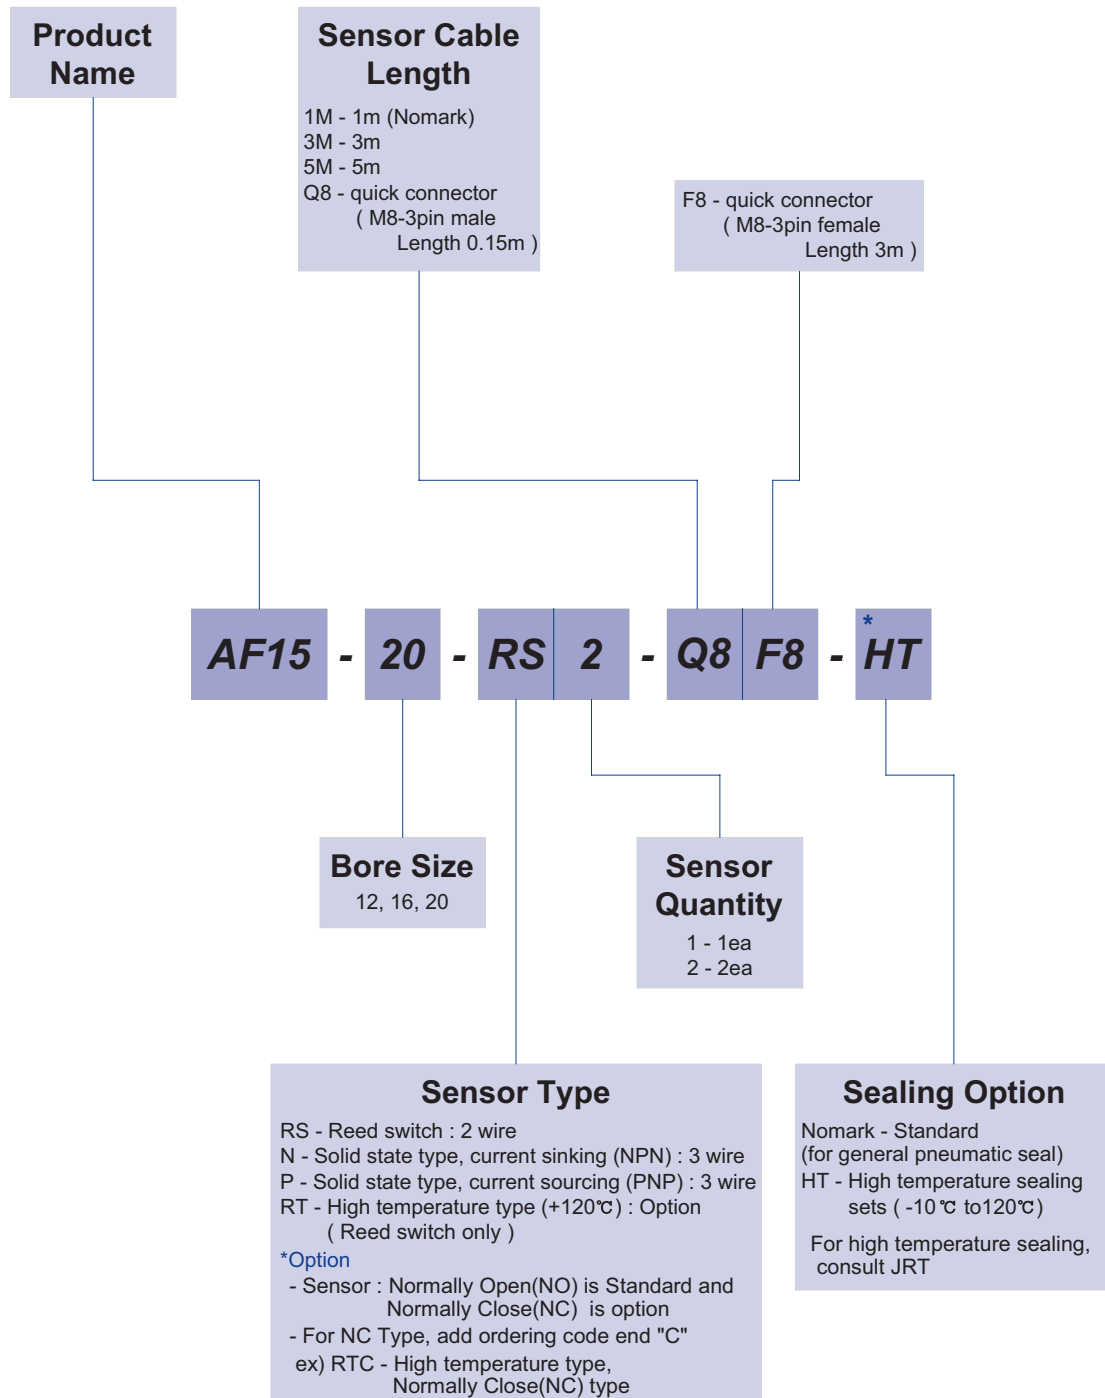 Product
Name
Sensor Cable
Length
1M - 1m (Nomark)
3M - 3m
5M - 5m
Q8 - quick connector
( M8-3pin male
Length 0.15m )
F8 - quick connector
( M8-3pin female
Length 3m )
AF15 - 20 - RS 2 - Q8 F8 - *HT
Bore Size
12, 16, 20
Sensor
Quantity
1 - 1ea
2 - 2ea
Sensor Type
RS - Reed switch : 2 wire
N - Solid state type, current sinking (NPN) : 3 wire
P - Solid state type, current sourcing (PNP) : 3 wire
RT - High temperature type (+120℃) : Option
( Reed switch only )
*Option
- Sensor : Normally Open(NO) is Standard and
Normally Close(NC) is option
- For NC Type, add ordering code end "C"
ex) RTC - High temperature type,
Normally Close(NC) type
Sealing Option
Nomark - Standard
(for general pneumatic seal)
HT - High temperature sealing
sets ( -10℃ to120℃)
For high temperature sealing,
consult JRT